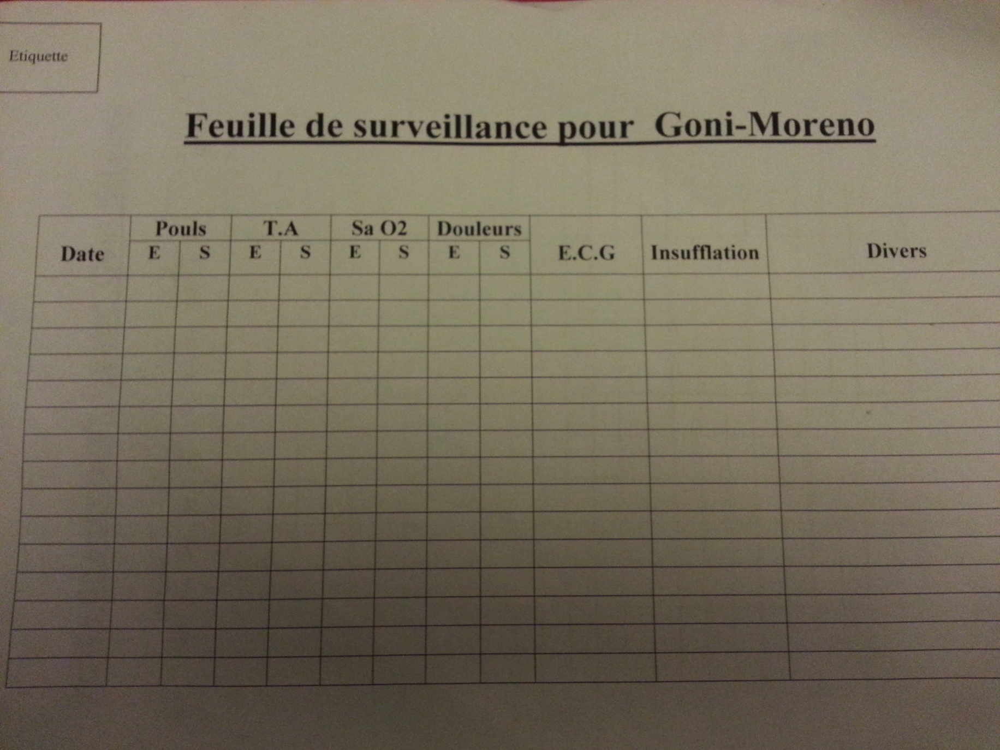 Etiquette
Feuille de surveillance pour Goni-Moreno
Date Pouls T.A Sa O2 Douleurs E.C.G Insufflation Divers
E S E S E S E S